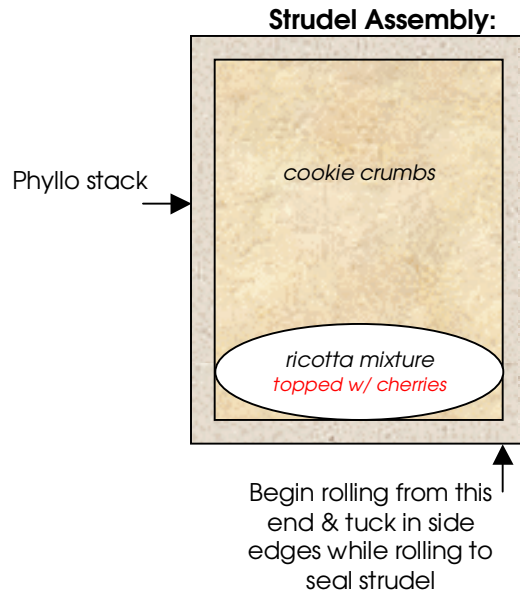 Strudel Assembly:
Phyllo stack
cookie crumbs
ricotta mixture
topped w/ cherries
Begin rolling from this
end & tuck in side
edges while rolling to
seal strudel